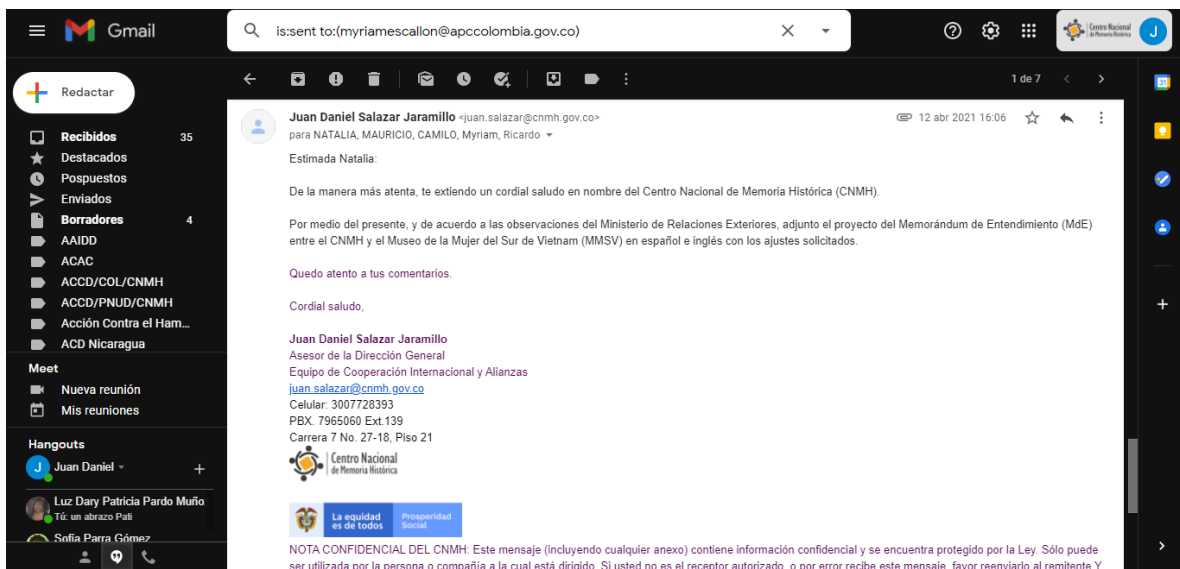 Gmail
is:sent to:(myriamescallon@apccolombia.gov.co)
Centro Nacional
de Memoria Histórica
J
Redactar
1 de 7
31
Recibidos 35
Destacados
Pospuestos
Enviados
Borradores 4
AAIDD
ACAC
ACCD/COL/CNMH
ACCD/PNUD/CNMH
Acción Contra el Ham...
ACD Nicaragua
Meet
Nueva reunión
Mis reuniones
Hangouts
J Juan Daniel
Luz Dary Patricia Pardo Muño
Tú: un abrazo Pati
Sofía Parra Gómez
Juan Daniel Salazar Jaramillo <juan.salazar@cnmh.gov.co> 12 abr 2021 16:06
para NATALIA, MAURICIO, CAMILO, Myriam, Ricardo
Estimada Natalia:
De la manera más atenta, te extiendo un cordial saludo en nombre del Centro Nacional de Memoria Histórica (CNMH).
Por medio del presente, y de acuerdo a las observaciones del Ministerio de Relaciones Exteriores, adjunto el proyecto del Memorándum de Entendimiento (MdE)
entre el CNMH y el Museo de la Mujer del Sur de Vietnam (MMSV) en español e inglés con los ajustes solicitados.
Quedo atento a tus comentarios.
Cordial saludo,
Juan Daniel Salazar Jaramillo
Asesor de la Dirección General
Equipo de Cooperación Internacional y Alianzas
juan.salazar@cnmh.gov.co
Celular: 3007728393
PBX. 7965060 Ext.139
Carrera 7 No. 27-18, Piso 21
Centro Nacional
de Memoria Histórica
La equidad
es de todos
Prosperidad
Social
NOTA CONFIDENCIAL DEL CNMH: Este mensaje (incluyendo cualquier anexo) contiene información confidencial y se encuentra protegido por la Ley. Sólo puede
ser utilizada por la persona o compañía a la cual está dirigido. Si usted no es el receptor autorizado, o por error recibe este mensaje, favor reenviarlo al remitente Y